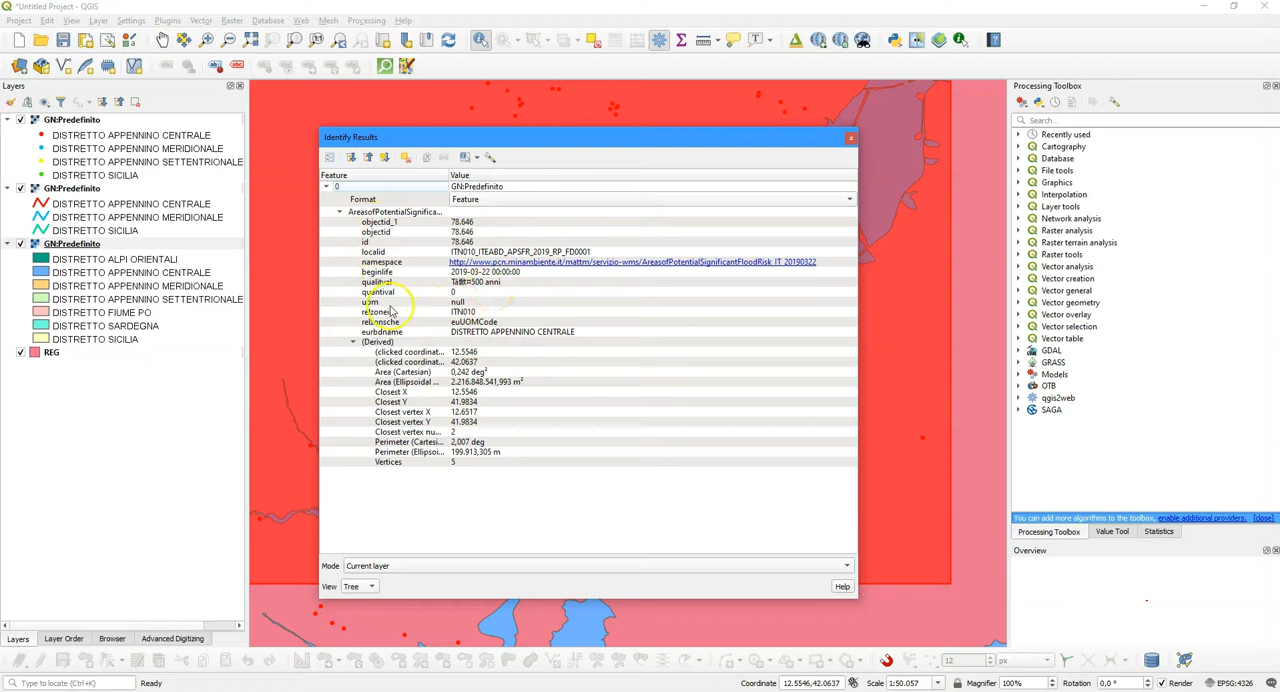 *Untitled Project - QGIS
Project Edit View Layer Settings Plugins Vector Raster Database Web Mesh Processing Help
Layers
GN:Predefinito
DISTRETTO APPENNINO CENTRALE
DISTRETTO APPENNINO MERIDIONALE
DISTRETTO APPENNINO SETTENTRIONALE
DISTRETTO SICILIA
GN:Predefinito
DISTRETTO APPENNINO CENTRALE
DISTRETTO APPENNINO MERIDIONALE
DISTRETTO SICILIA
GN:Predefinito
DISTRETTO ALPI ORIENTALI
DISTRETTO APPENNINO CENTRALE
DISTRETTO APPENNINO MERIDIONALE
DISTRETTO APPENNINO SETTENTRIONALE
DISTRETTO FIUME PO
DISTRETTO SARDEGNA
DISTRETTO SICILIA
REG
Layers Layer Order Browser Advanced Digitizing
Identify Results
Feature Value
0 GN:Predefinito
Format Feature
AreasofPotentialSignifica...
objectid_1 78.646
objectid 78.646
id 78.646
localid ITN010_ITEABD_APSFR_2019_RP_FD0001
namespace http://www.pcn.minambiente.it/mattm/servizio-wms/AreasofPotentialSignificantFloodRisk_IT_20190322
beginlife 2019-03-22 00:00:00
qualitval
quantival 0
uom null
ITN010
relzonsche euUOMCode
eurbdname DISTRETTO APPENNINO CENTRALE
(Derived)
(clicked coordinat... 12.5546
(clicked coordinat... 42.0637
Area (Cartesian) 0,242 deg²
Area (Ellipsoidal ... 2.216.848.541,993 m²
Closest X 12.5546
Closest Y 41.9834
Closest vertex X 12.6517
Closest vertex Y 41.9834
Closest vertex nu... 2
Perimeter (Cartesi... 2,007 deg
Perimeter (Ellipsoi... 199.913,305 m
Vertices 5
Mode Current layer
View Tree Help
Processing Toolbox
Search...
Recently used
Cartography
Database
File tools
Graphics
Interpolation
Layer tools
Network analysis
Raster analysis
Raster terrain analysis
Vector analysis
Vector creation
Vector general
Vector geometry
Vector overlay
Vector selection
Vector table
GDAL
GRASS
Models
OTB
qgis2web
SAGA
You can add more algorithms to the toolbox, enable additional providers. [close]
Processing Toolbox Value Tool Statistics
Overview
12 px
Type to locate (Ctrl+K) Ready Coordinate 12.5546,42.0637 Scale 1:50.057 Magnifier 100% Rotation 0,0 ° Render EPSG:4326